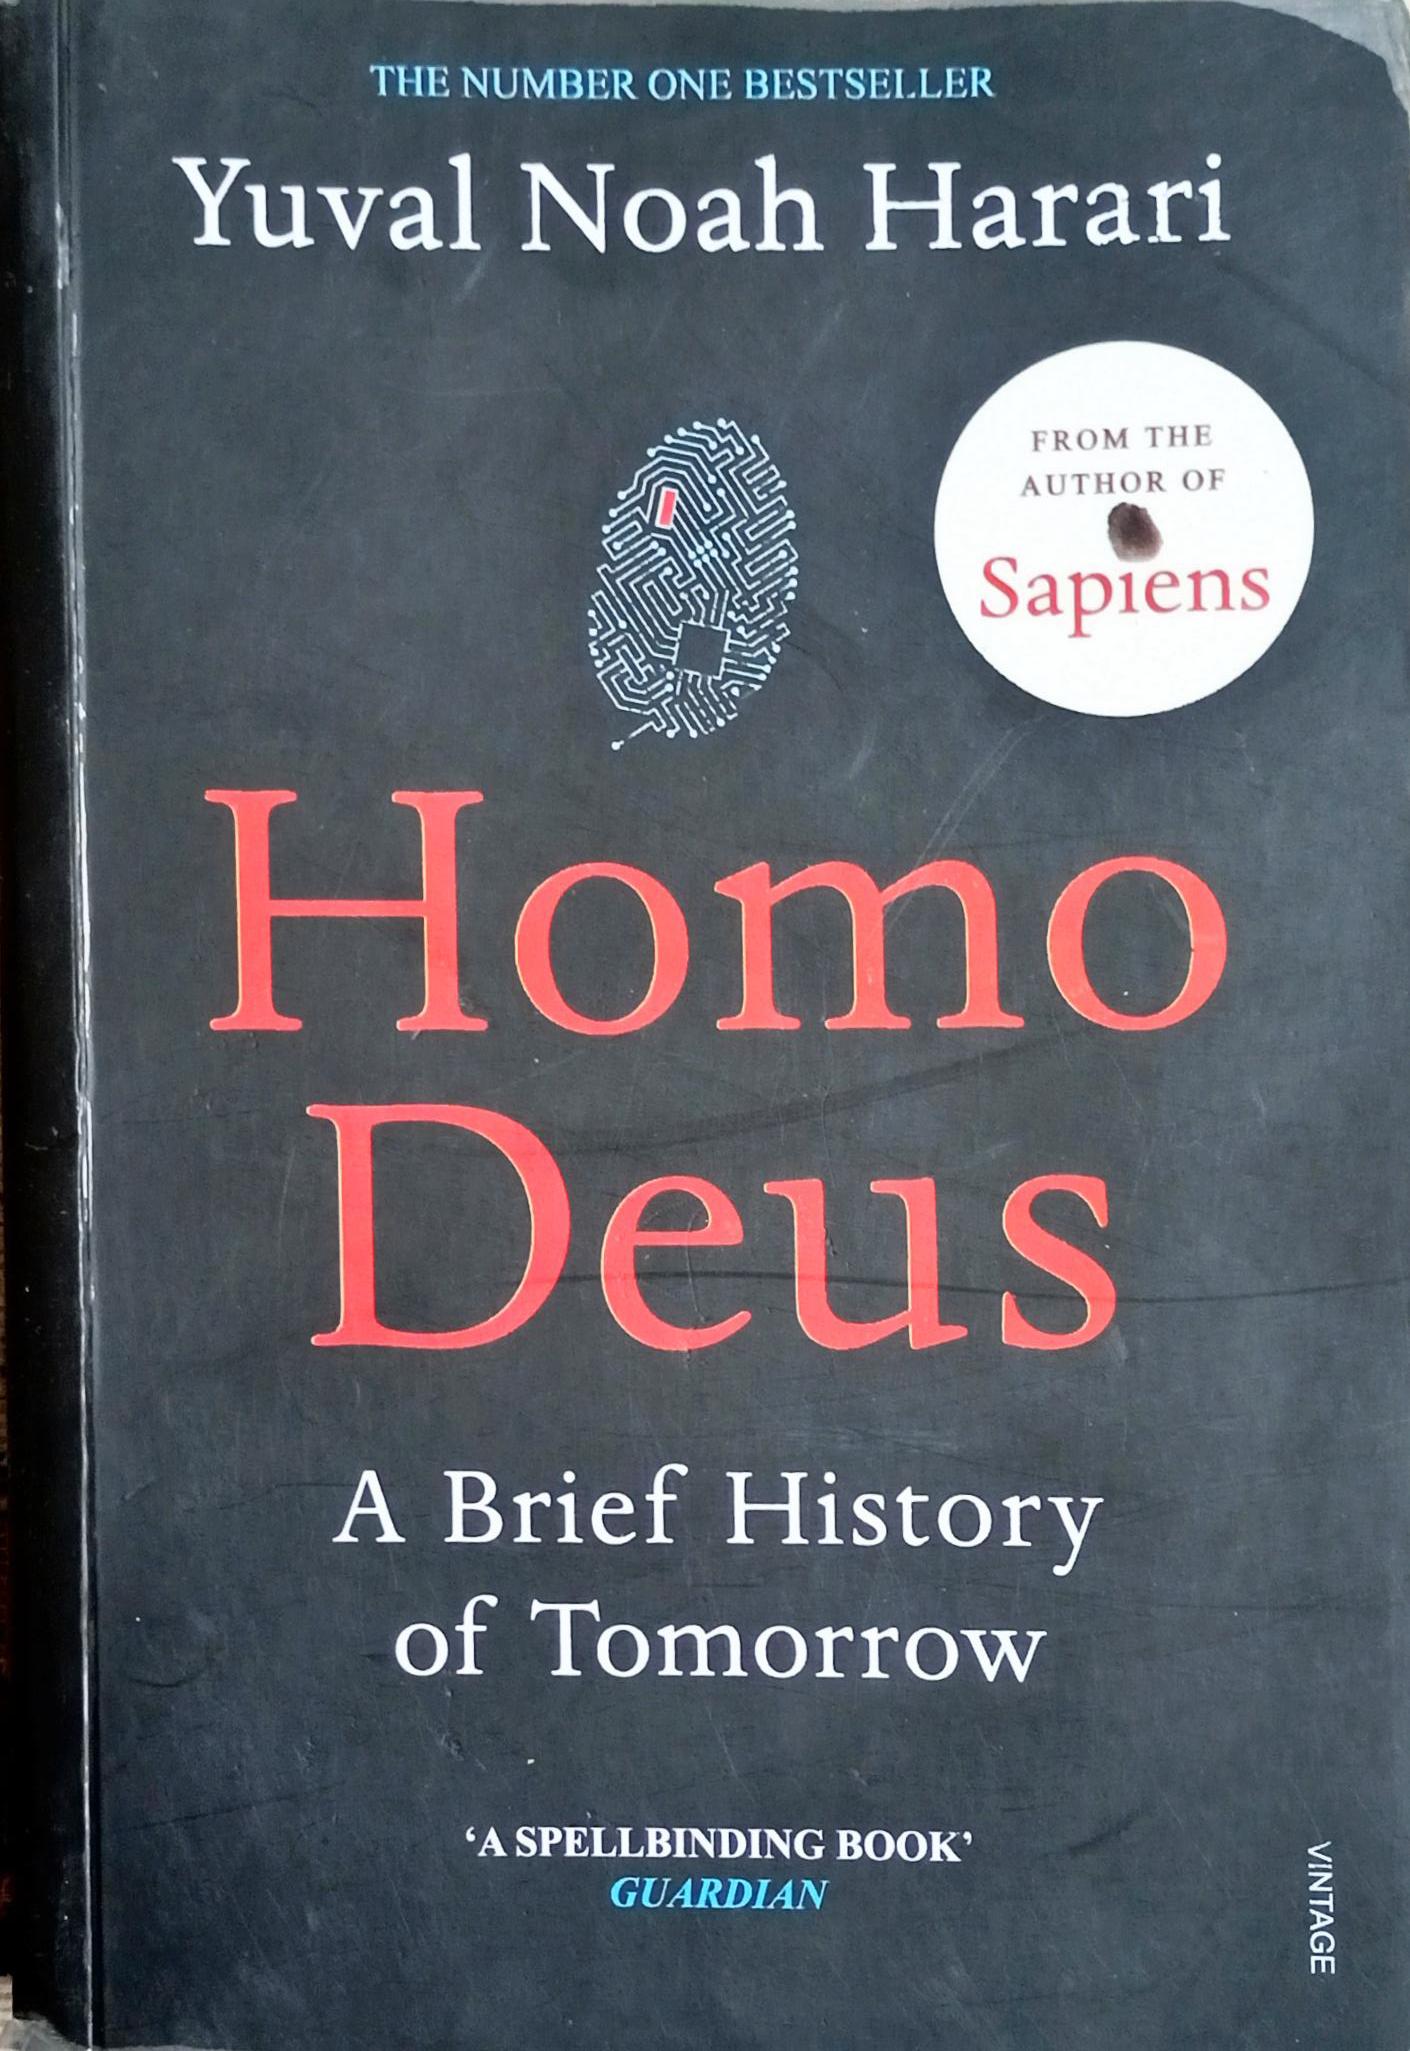 THE NUMBER ONE BESTSELLER
Yuval Noah Harari
FROM THE
AUTHOR OF
Sapiens
Homo
Deus
A Brief History
of Tomorrow
‘A SPELLBINDING BOOK’
GUARDIAN
VINTAGE